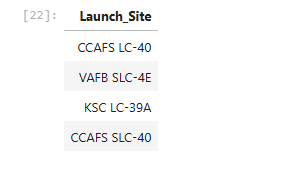 [22]:
Launch_Site
CCAFS LC-40
VAFB SLC-4E
KSC LC-39A
CCAFS SLC-40